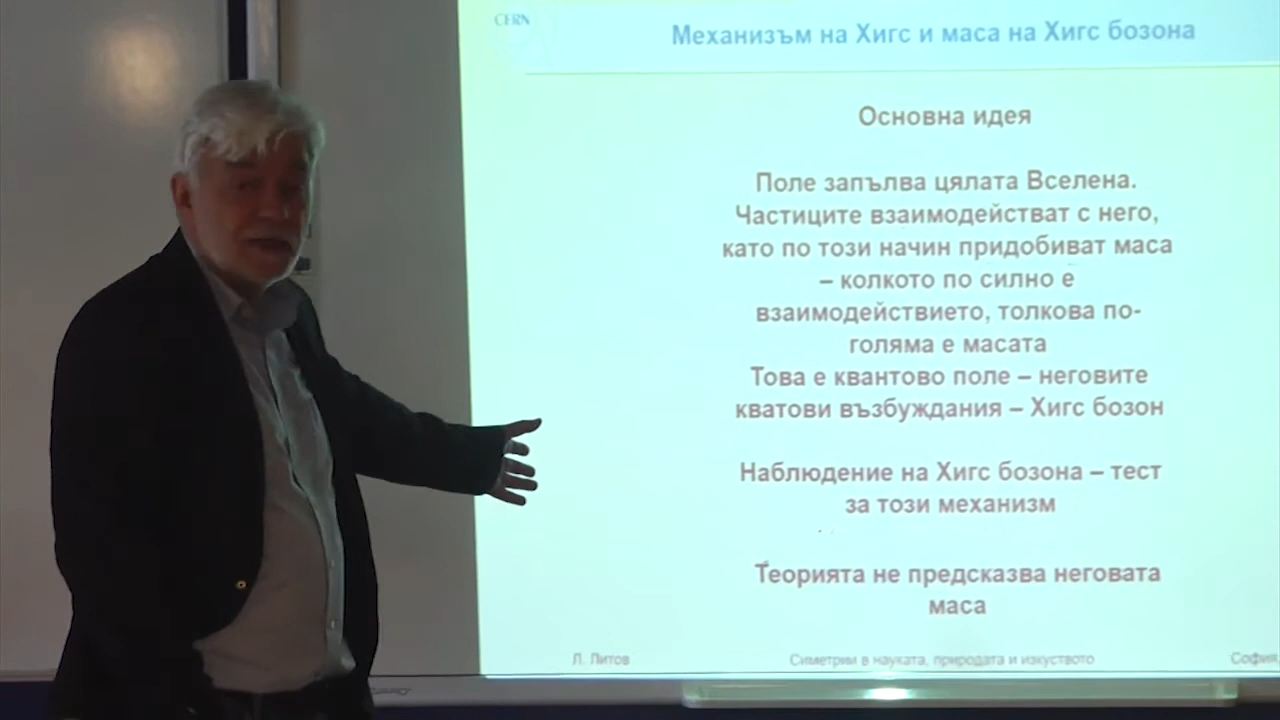 CERN
Механизъм на Хигс и маса на Хигс бозона
Основна идея
Поле запълва цялата Вселена.
Частиците взаимодействат с него,
като по този начин придобиват маса
– колкото по силно е
взаимодействието, толкова по-
голяма е масата
Това е квантово поле – неговите
кватови възбуждания – Хигс бозон
Наблюдение на Хигс бозона – тест
за този механизм
Теорията не предсказва неговата
маса
Л. Литов
Симетрии в науката, природата и изкуството
София